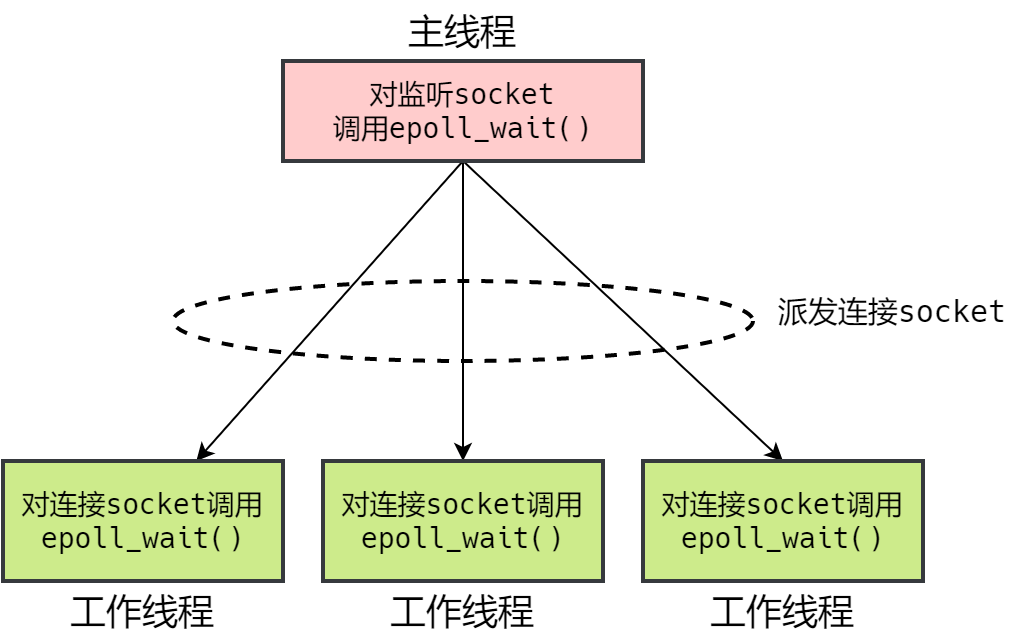 主线程
对监听socket
调用epoll_wait()
派发连接socket
对连接socket调用
epoll_wait()
对连接socket调用
epoll_wait()
对连接socket调用
epoll_wait()
工作线程
工作线程
工作线程